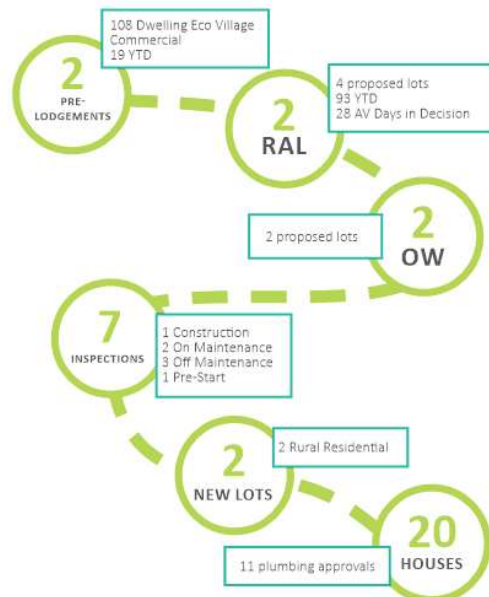 2
PRE-
LODGEMENTS
108 Dwelling Eco Village
Commercial
19 YTD
2
RAL
4 proposed lots
93 YTD
28 AV Days in Decision
2
OW
2 proposed lots
7
INSPECTIONS
1 Construction
2 On Maintenance
3 Off Maintenance
1 Pre-Start
2
NEW LOTS
2 Rural Residential
20
HOUSES
11 plumbing approvals